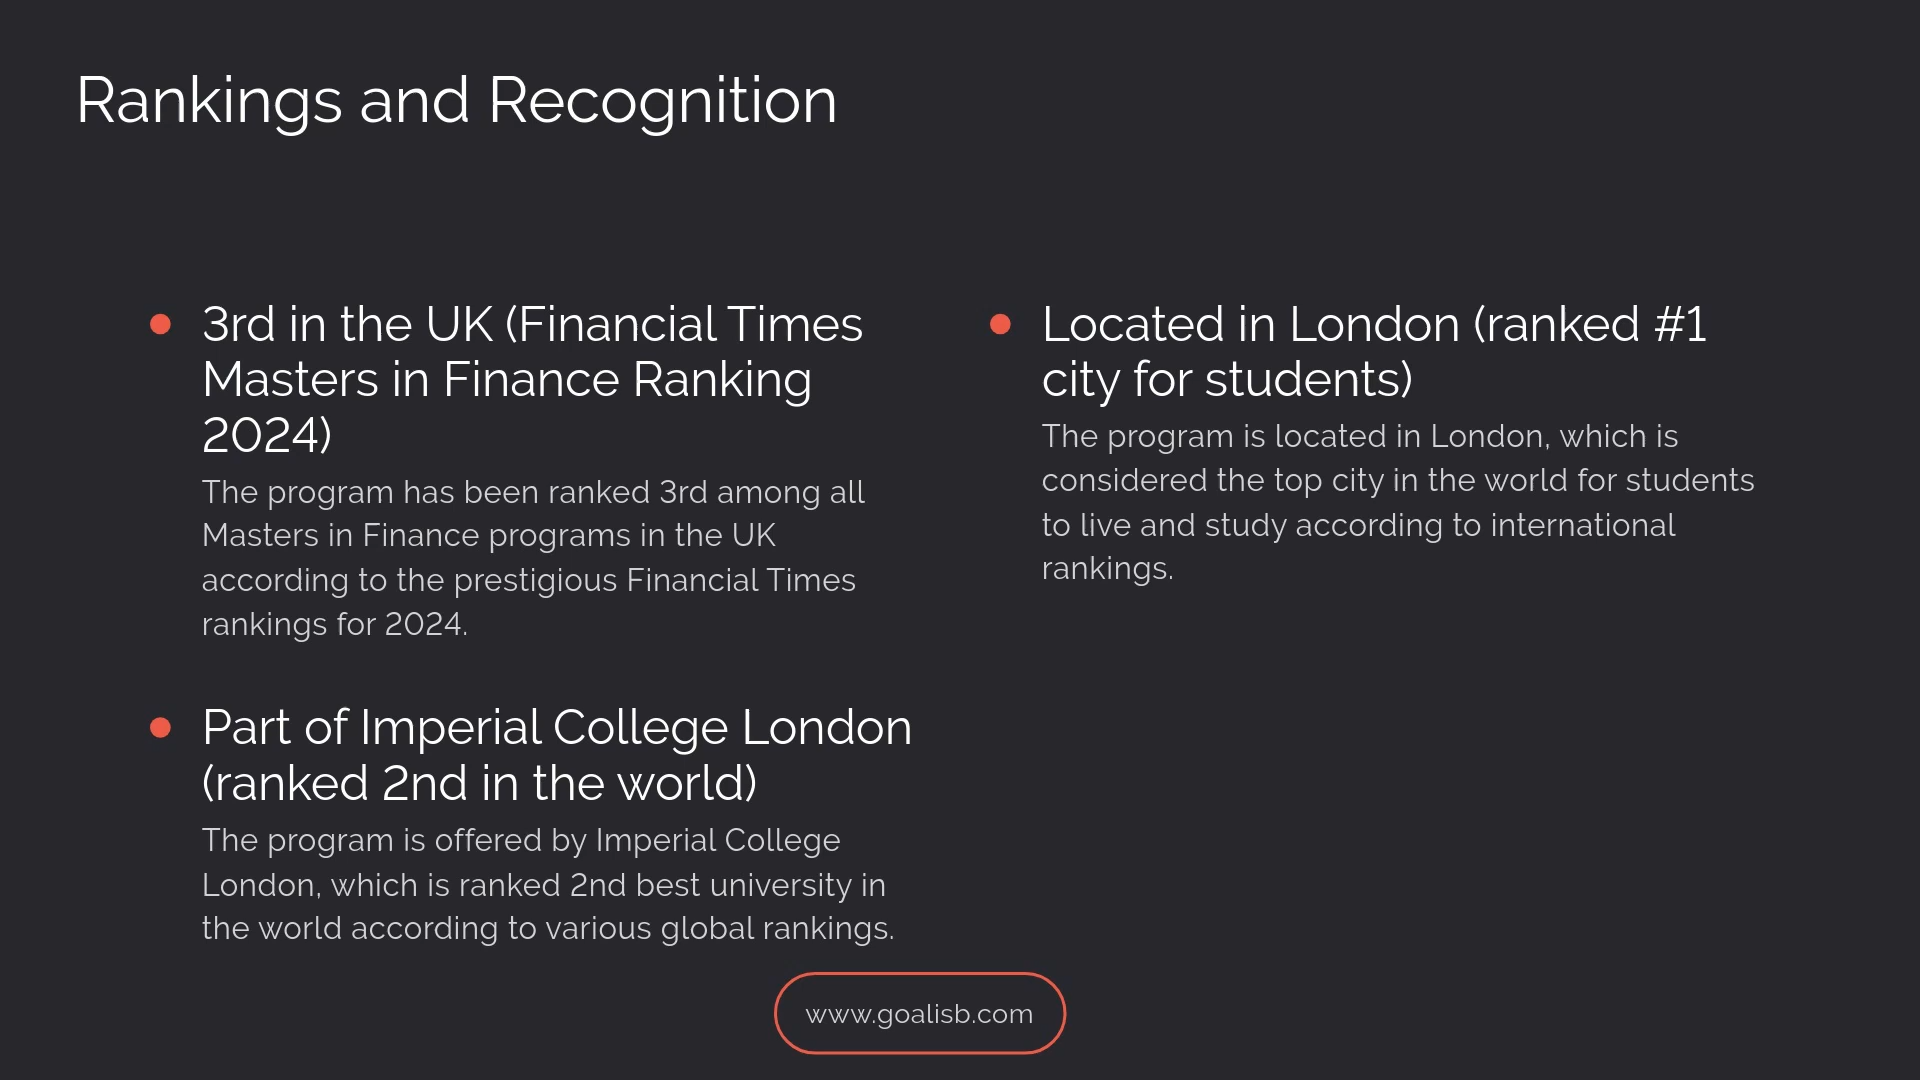 Rankings and Recognition
3rd in the UK (Financial Times
Masters in Finance Ranking
2024)
The program has been ranked 3rd among all
Masters in Finance programs in the UK
according to the prestigious Financial Times
rankings for 2024.
Part of Imperial College London
(ranked 2nd in the world)
The program is offered by Imperial College
London, which is ranked 2nd best university in
the world according to various global rankings.
Located in London (ranked #1
city for students)
The program is located in London, which is
considered the top city in the world for students
to live and study according to international
rankings.
www.goalisb.com